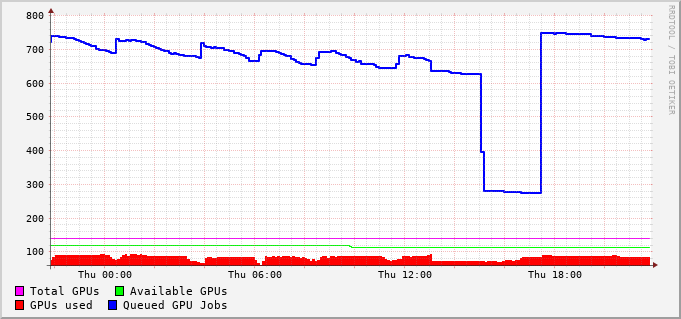 800
700
600
500
400
300
200
100
Thu 00:00 Thu 06:00 Thu 12:00 Thu 18:00
Total GPUs Available GPUs
GPUs used Queued GPU Jobs
RRDTOOL / TOBI OETIKER